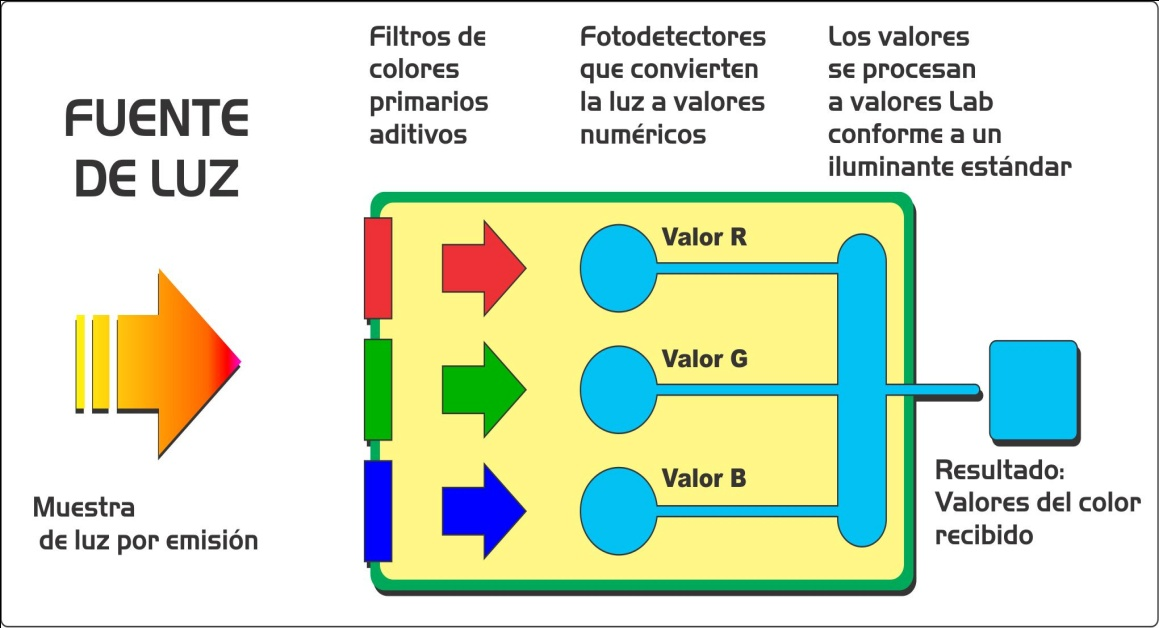 FUENTE
DE LUZ
Muestra
de luz por emisión
Filtros de
colores
primarios
aditivos
Fotodetectores
que convierten
la luz a valores
numéricos
Los valores
se procesan
a valores Lab
conforme a un
iluminante estándar
Valor R
Valor G
Valor B
Resultado:
Valores del color
recibido